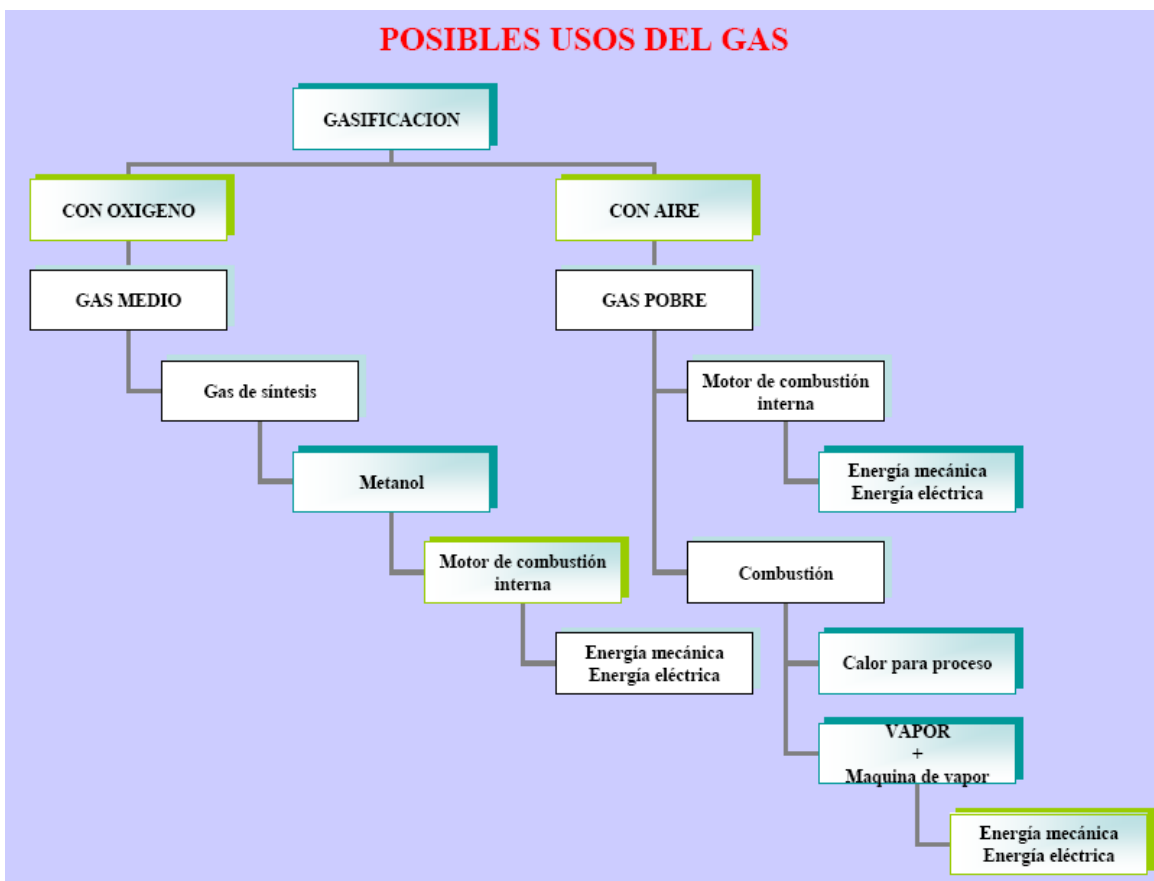 POSIBLES USOS DEL GAS
GASIFICACION
CON OXIGENO
CON AIRE
GAS MEDIO
GAS POBRE
Gas de síntesis
Motor de combustión
interna
Metanol
Energía mecánica
Energía eléctrica
Motor de combustión
interna
Combustión
Energía mecánica
Energía eléctrica
Calor para proceso
VAPOR
+
Maquina de vapor
Energía mecánica
Energía eléctrica